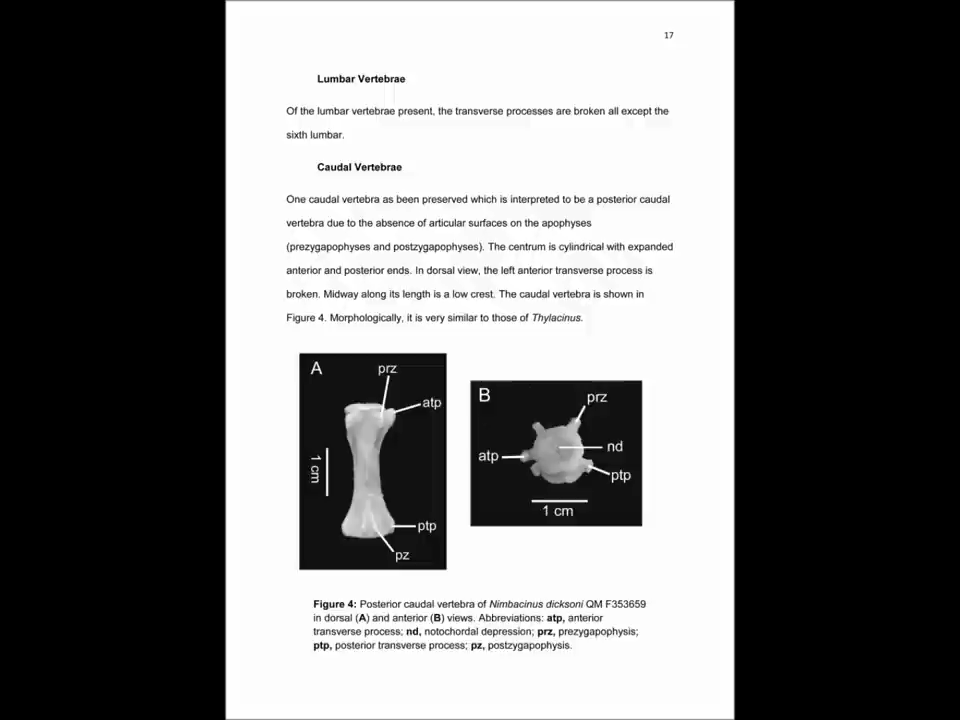 17
Lumbar Vertebrae
Of the lumbar vertebrae present, the transverse processes are broken all except the
sixth lumbar.
Caudal Vertebrae
One caudal vertebra as been preserved which is interpreted to be a posterior caudal
vertebra due to the absence of articular surfaces on the apophyses
(prezygapophyses and postzygapophyses). The centrum is cylindrical with expanded
anterior and posterior ends. In dorsal view, the left anterior transverse process is
broken. Midway along its length is a low crest. The caudal vertebra is shown in
Figure 4. Morphologically, it is very similar to those of Thylacinus.
A
prz
atp
1 cm
ptp
pz
B
prz
nd
atp
ptp
1 cm
Figure 4: Posterior caudal vertebra of Nimbacinus dicksoni QM F353659
in dorsal (A) and anterior (B) views. Abbreviations: atp, anterior
transverse process; nd, notochordal depression; prz, prezygapophysis;
ptp, posterior transverse process; pz, postzygapophysis.